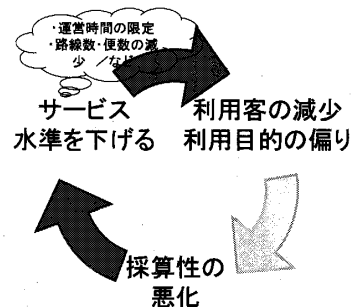 ・運営時間の限定
・路線数・便数の減
少 /など
サービス
水準を下げる
利用客の減少
利用目的の偏り
採算性の
悪化